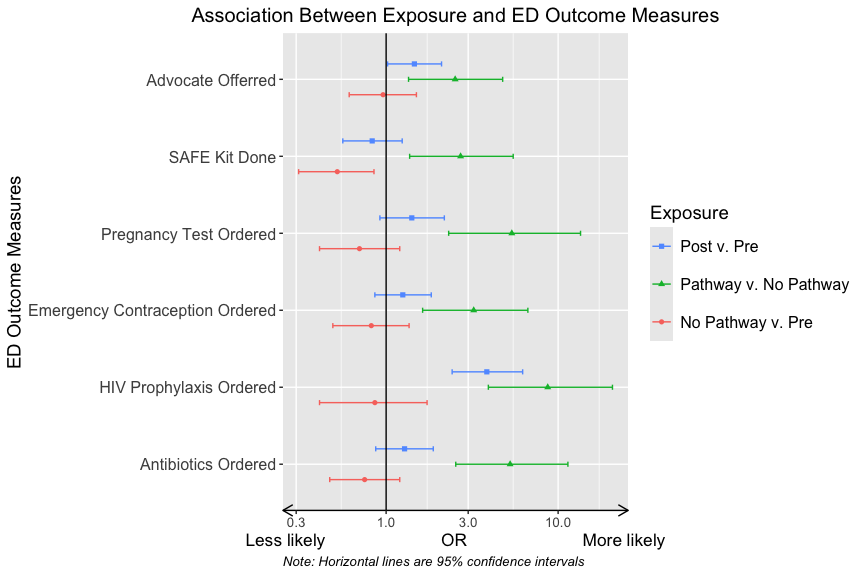 Association Between Exposure and ED Outcome Measures
ED Outcome Measures
Advocate Offerred
SAFE Kit Done
Pregnancy Test Ordered
Emergency Contraception Ordered
HIV Prophylaxis Ordered
Antibiotics Ordered
0.3 1.0 3.0 10.0
Less likely OR More likely
Note: Horizontal lines are 95% confidence intervals
Exposure
Post v. Pre
Pathway v. No Pathway
No Pathway v. Pre